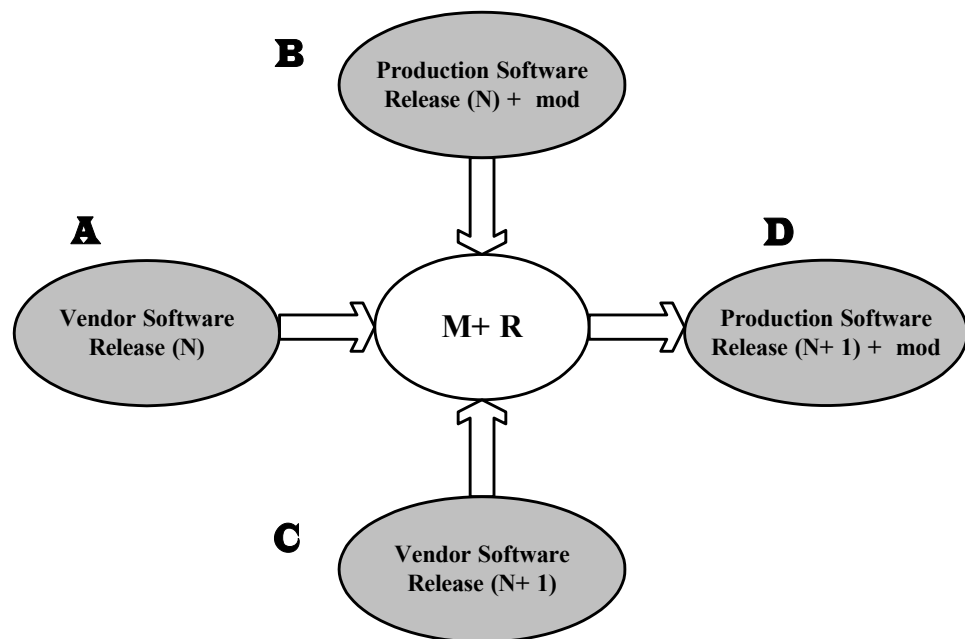 B
Production Software
Release (N) + mod
A
Vendor Software
Release (N)
M+ R
D
Production Software
Release (N+ 1) + mod
C
Vendor Software
Release (N+ 1)